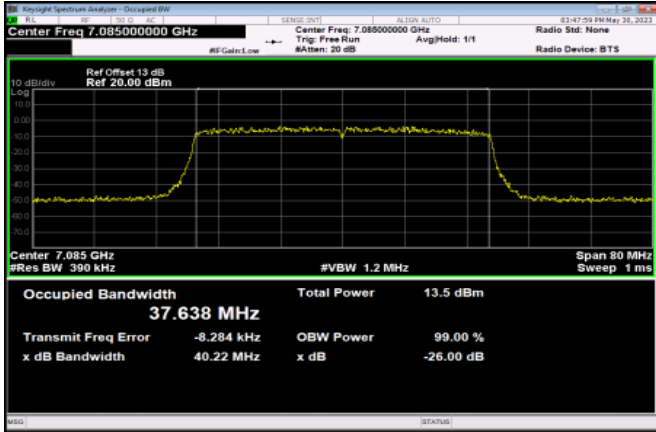 Keysight Spectrum Analyzer - Occupied BW
RL RF 50 Ω AC SENSE:INT ALIGN AUTO 03:47:59 PM May 30, 2023
Center Freq 7.085000000 GHz Center Freq: 7.085000000 GHz Radio Std: None
Trig: Free Run Avg|Hold: 1/1
#IFGain:Low #Atten: 20 dB Radio Device: BTS
Ref Offset 13 dB
10 dB/div Ref 20.00 dBm
Log
10.0
0.00
-10.0
-20.0
-30.0
-40.0
-50.0
-60.0
-70.0
Center 7.085 GHz Span 80 MHz
#Res BW 390 kHz #VBW 1.2 MHz Sweep 1 ms
Occupied Bandwidth Total Power 13.5 dBm
37.638 MHz
Transmit Freq Error -8.284 kHz OBW Power 99.00 %
x dB Bandwidth 40.22 MHz x dB -26.00 dB
MSG STATUS